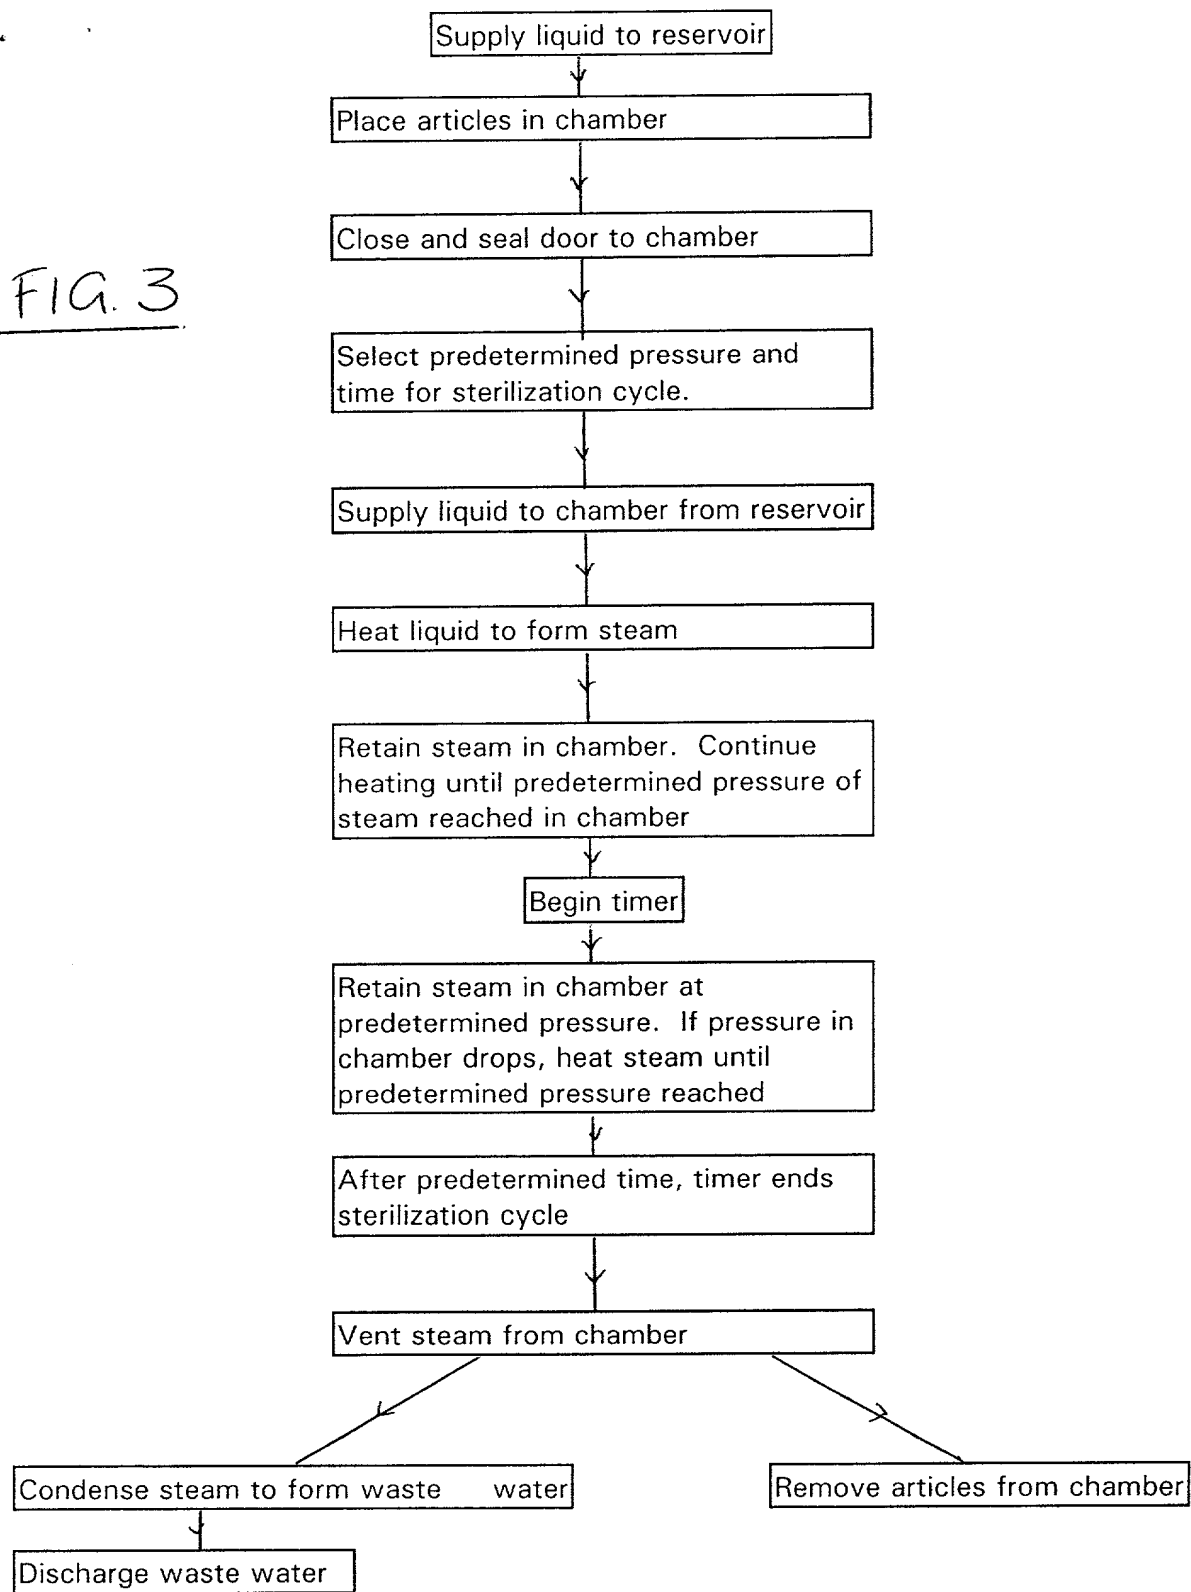 Supply liquid to reservoir
Place articles in chamber
Close and seal door to chamber
FIG. 3
Select predetermined pressure and
time for sterilization cycle.
Supply liquid to chamber from reservoir
Heat liquid to form steam
Retain steam in chamber. Continue
heating until predetermined pressure of
steam reached in chamber
Begin timer
Retain steam in chamber at
predetermined pressure. If pressure in
chamber drops, heat steam until
predetermined pressure reached
After predetermined time, timer ends
sterilization cycle
Vent steam from chamber
Condense steam to form waste water
Remove articles from chamber
Discharge waste water